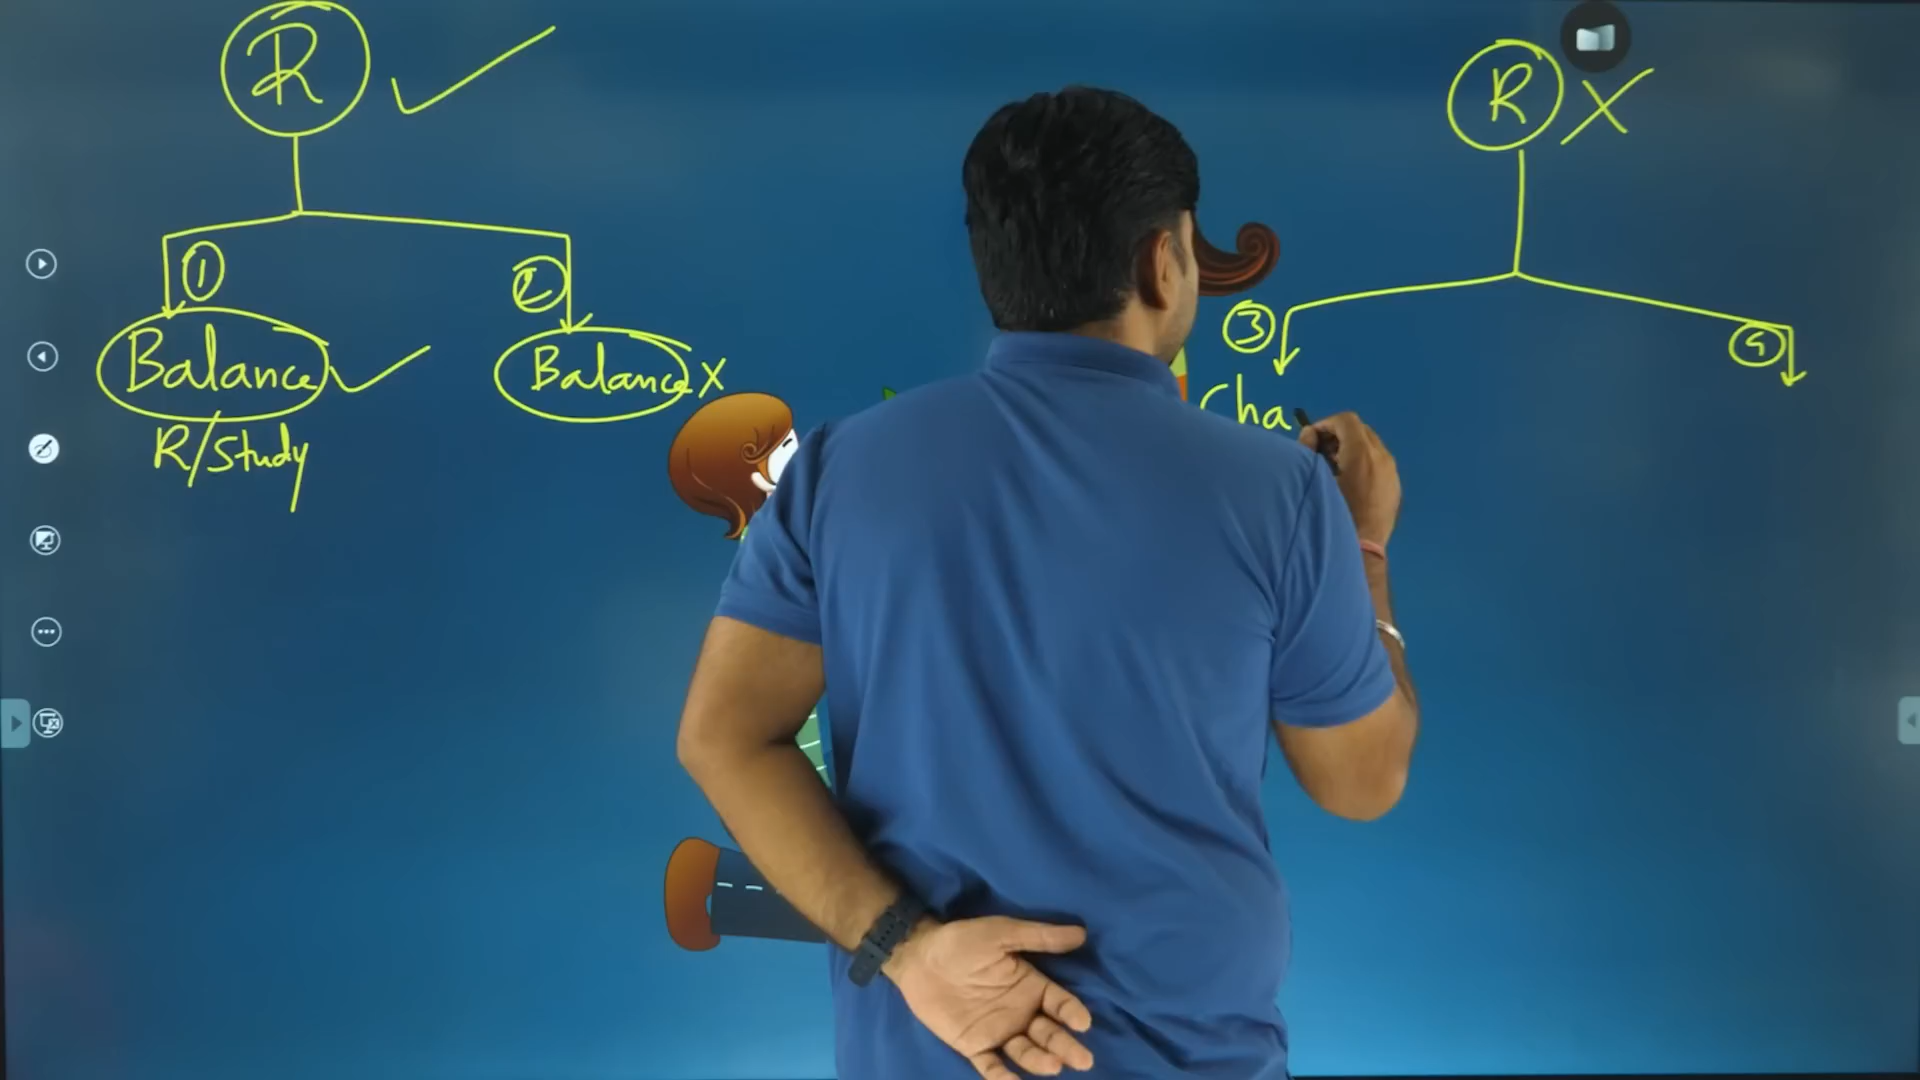 R ✓
① ②
Balance ✓ Balance X
R/Study
R X
③ 4
Cha